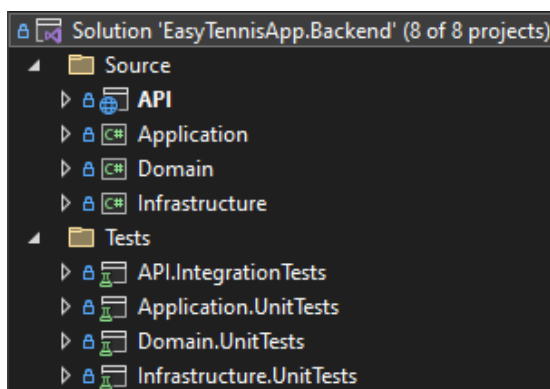 Solution 'EasyTennisApp.Backend' (8 of 8 projects)
Source
API
C# Application
C# Domain
C# Infrastructure
Tests
API.IntegrationTests
Application.UnitTests
Domain.UnitTests
Infrastructure.UnitTests